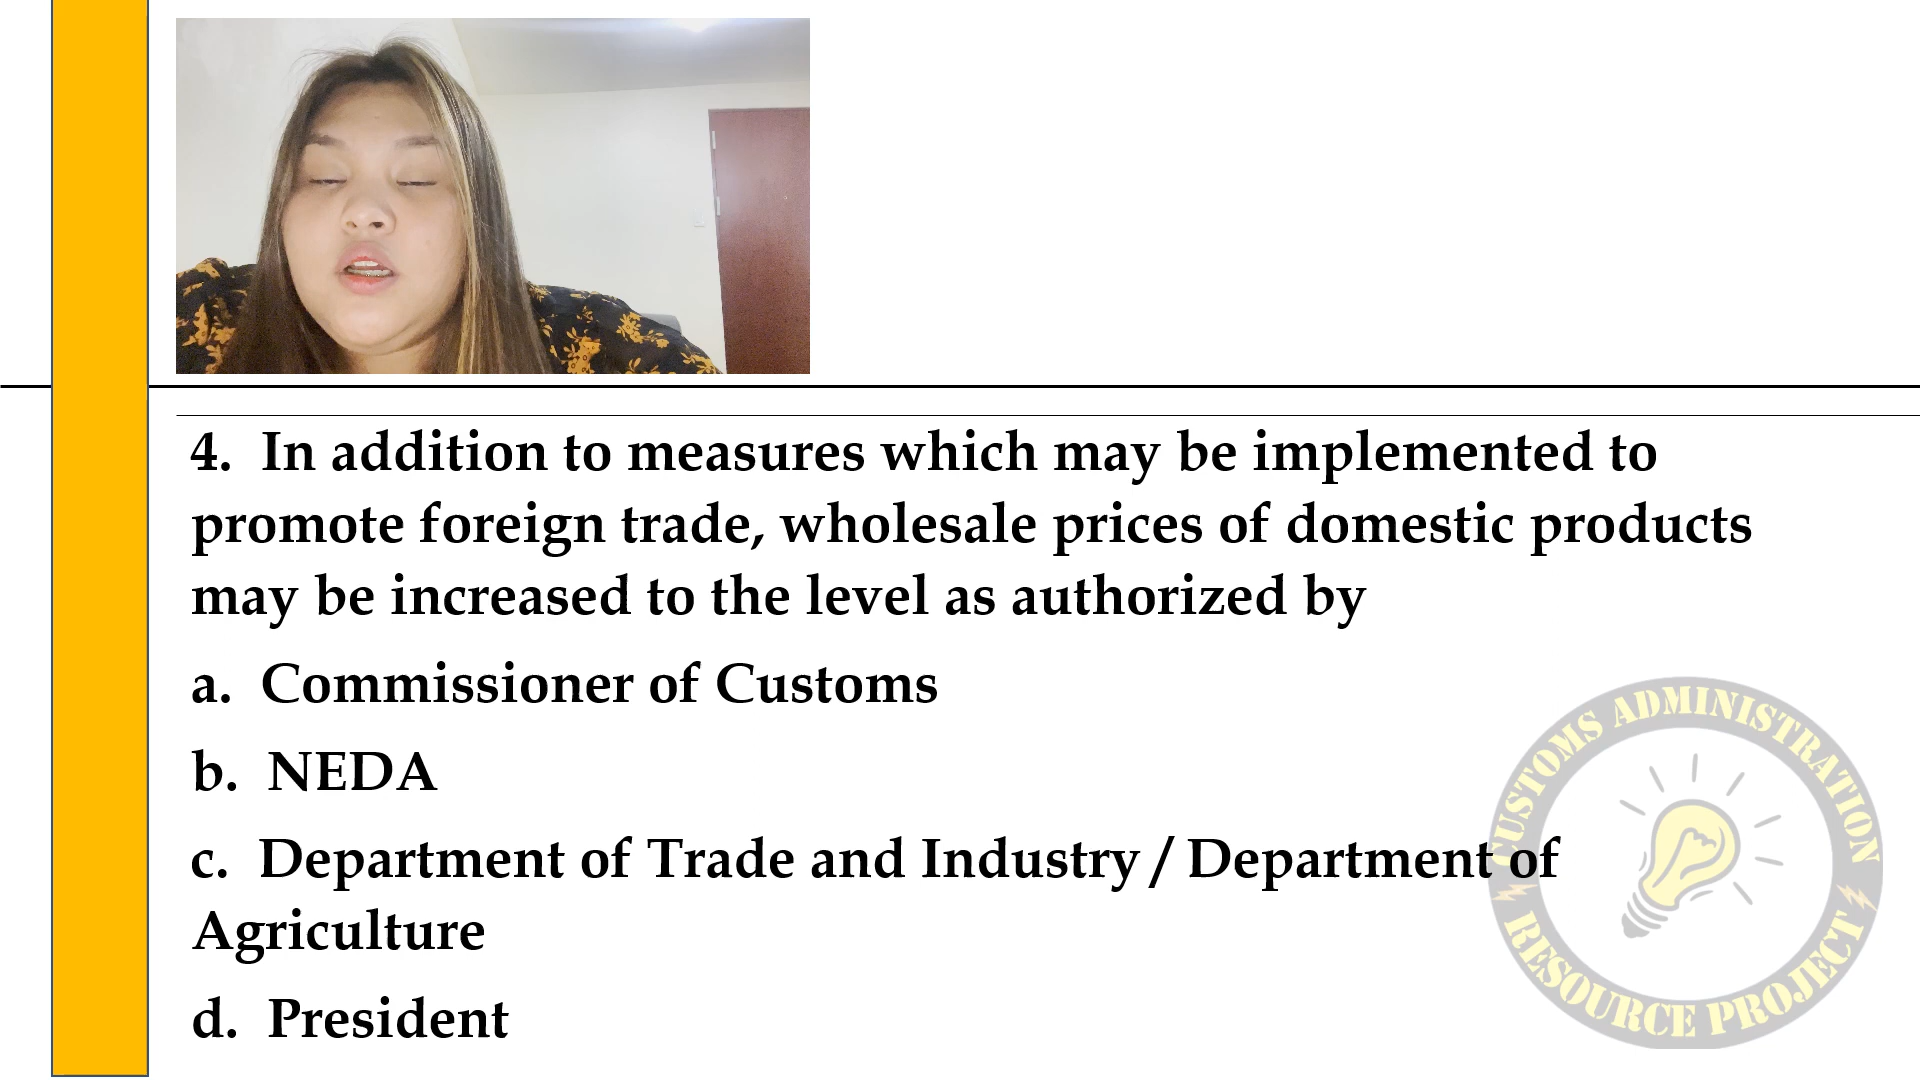 4. In addition to measures which may be implemented to
promote foreign trade, wholesale prices of domestic products
may be increased to the level as authorized by
a. Commissioner of Customs
b. NEDA
c. Department of Trade and Industry / Department of
Agriculture
d. President
CUSTOMS ADMINISTRATION
RESOURCE PROJECT